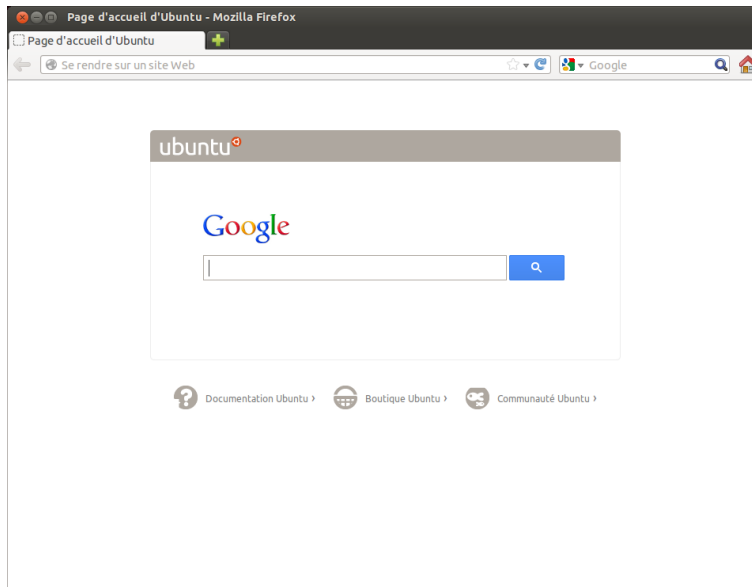 Page d'accueil d'Ubuntu - Mozilla Firefox
Page d'accueil d'Ubuntu
Se rendre sur un site Web
Google
ubuntu
Google
Documentation Ubuntu ›
Boutique Ubuntu ›
Communauté Ubuntu ›